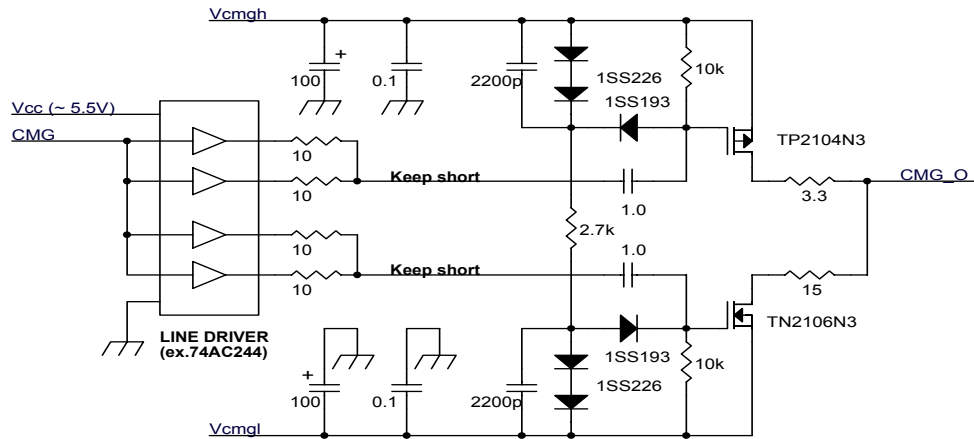 Vcmgh
+
100
0.1
2200p
1SS226
1SS193
10k
Vcc (~ 5.5V)
CMG
10
TP2104N3
Keep short
CMG_O
10
1.0
3.3
2.7k
10
1.0
Keep short
10
15
LINE DRIVER
(ex.74AC244)
TN2106N3
1SS193
10k
+
1SS226
100
0.1
2200p
Vcmgl